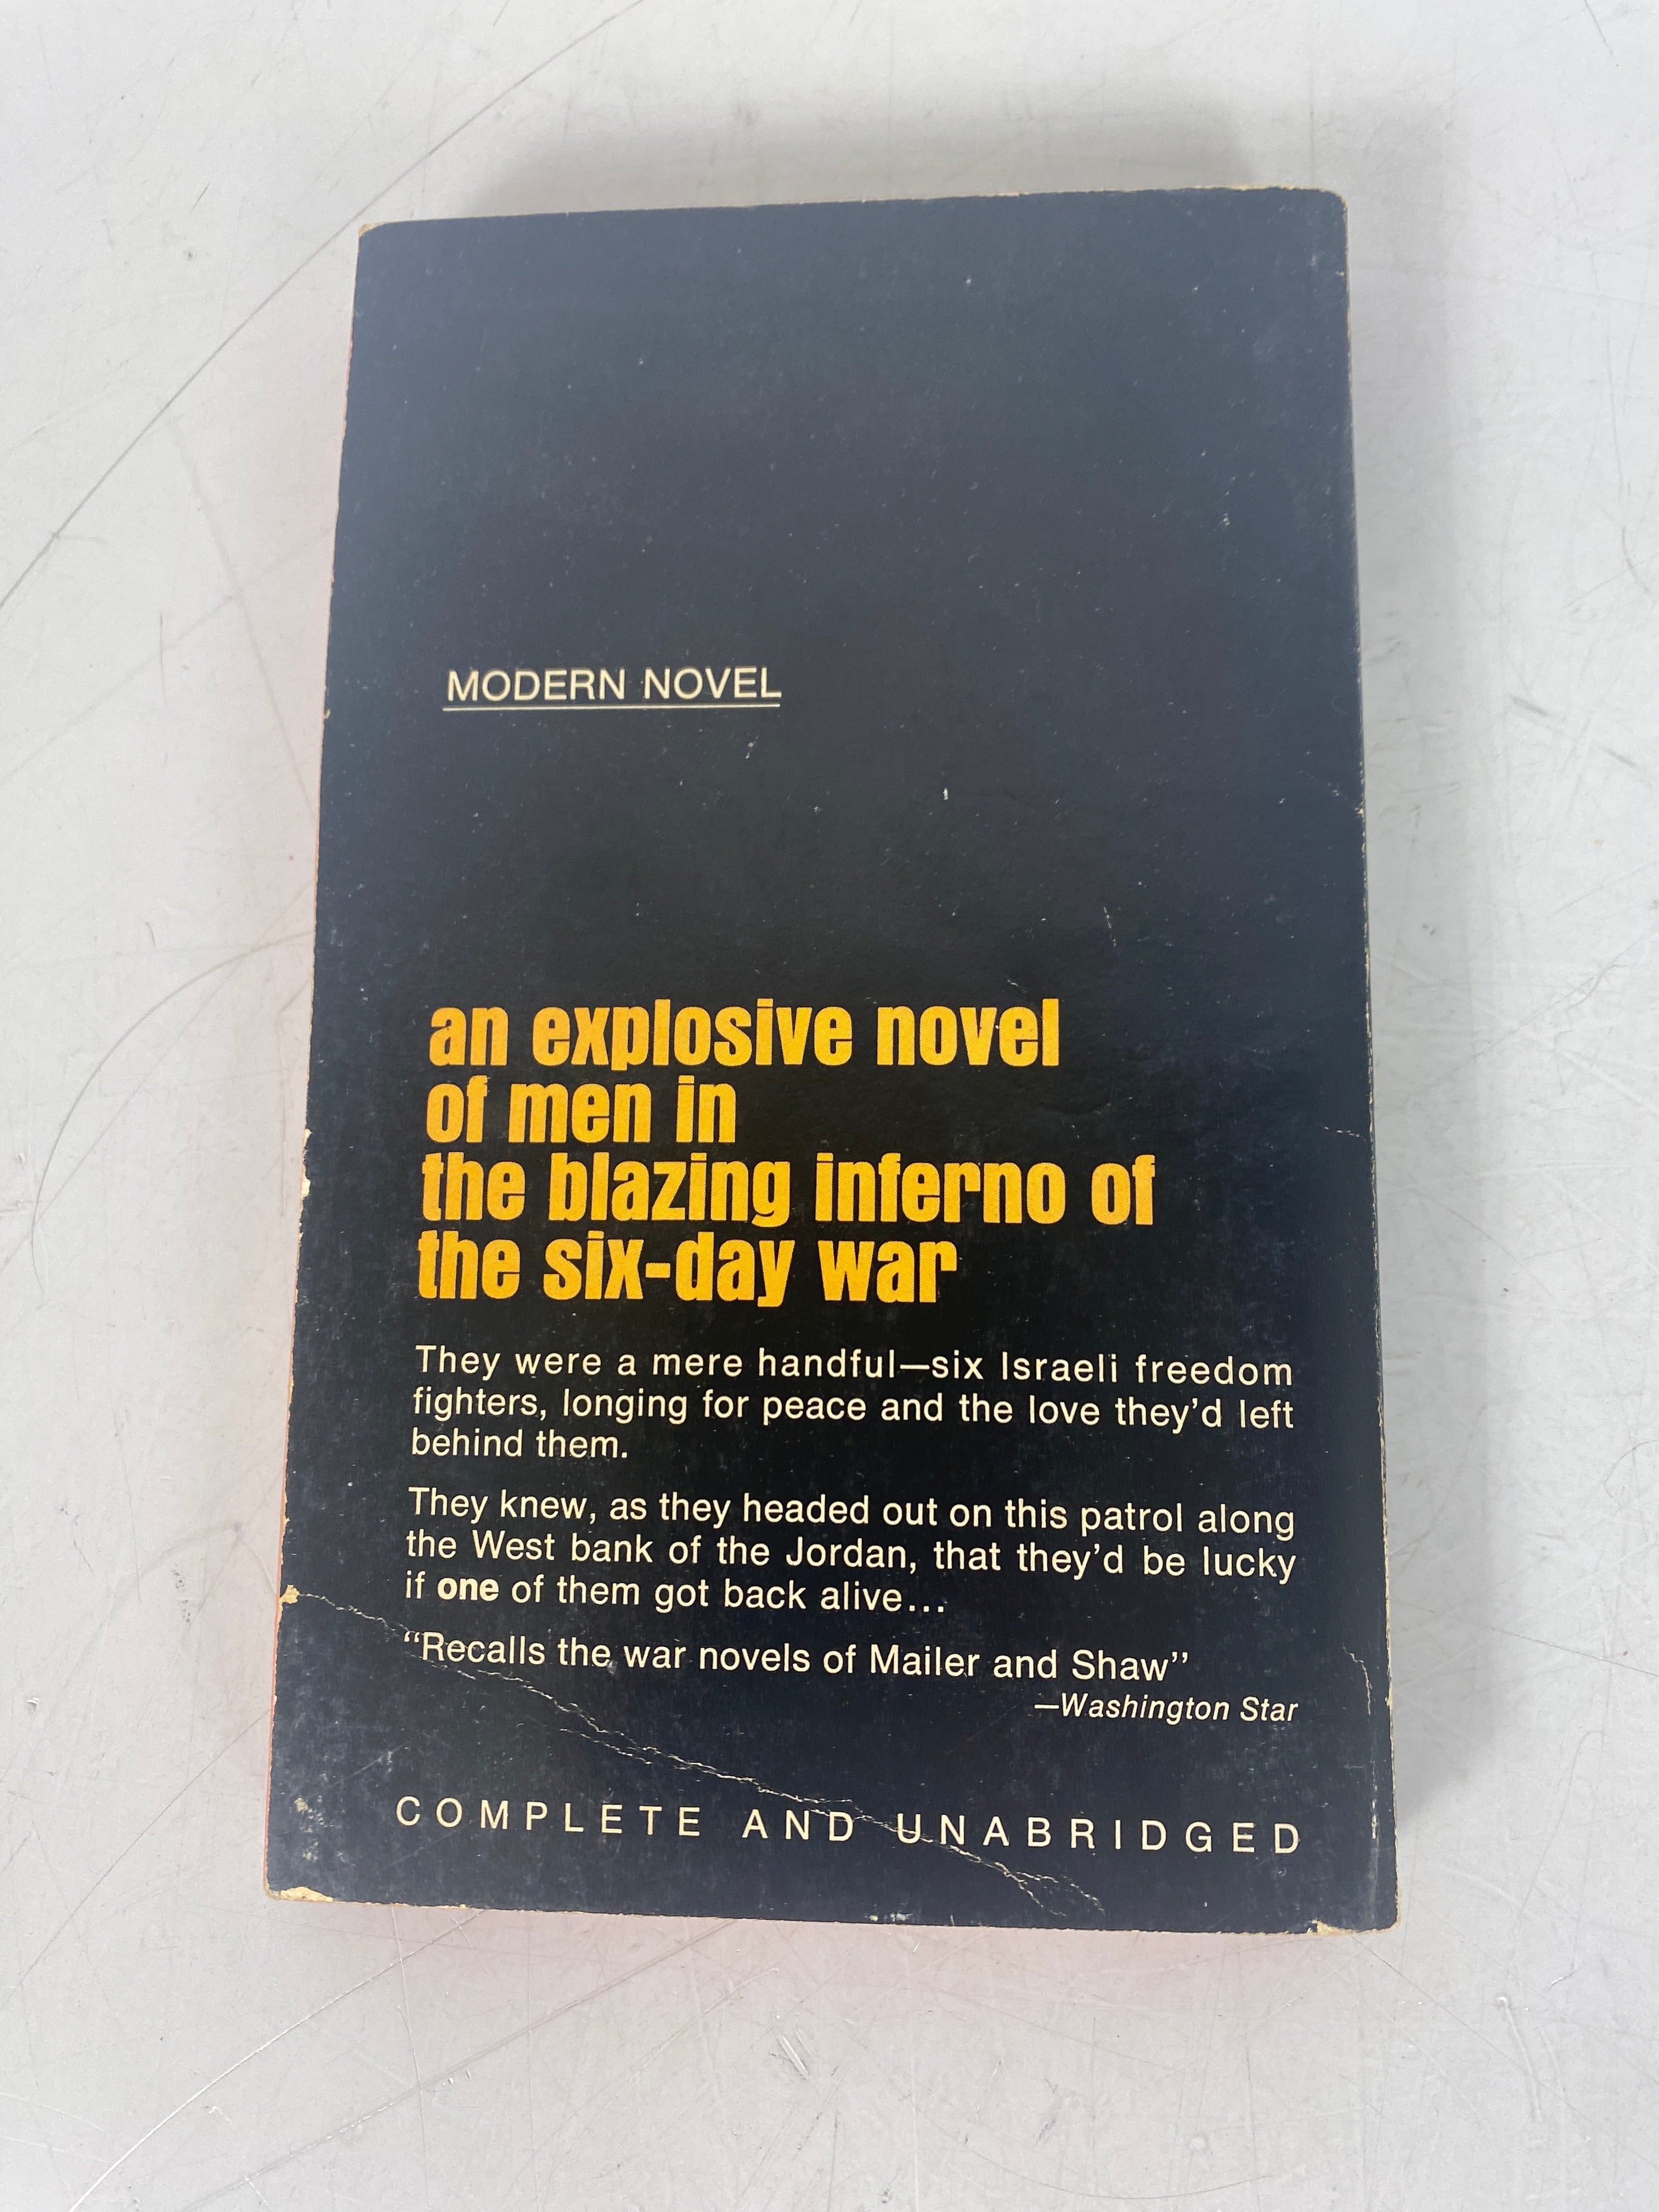 MODERN NOVEL
an explosive novel
of men in
the blazing inferno of
the six-day war
They were a mere handful—six Israeli freedom
fighters, longing for peace and the love they'd left
behind them.
They knew, as they headed out on this patrol along
the West bank of the Jordan, that they'd be lucky
if one of them got back alive...
"Recalls the war novels of Mailer and Shaw"
—Washington Star
COMPLETE AND UNABRIDGED